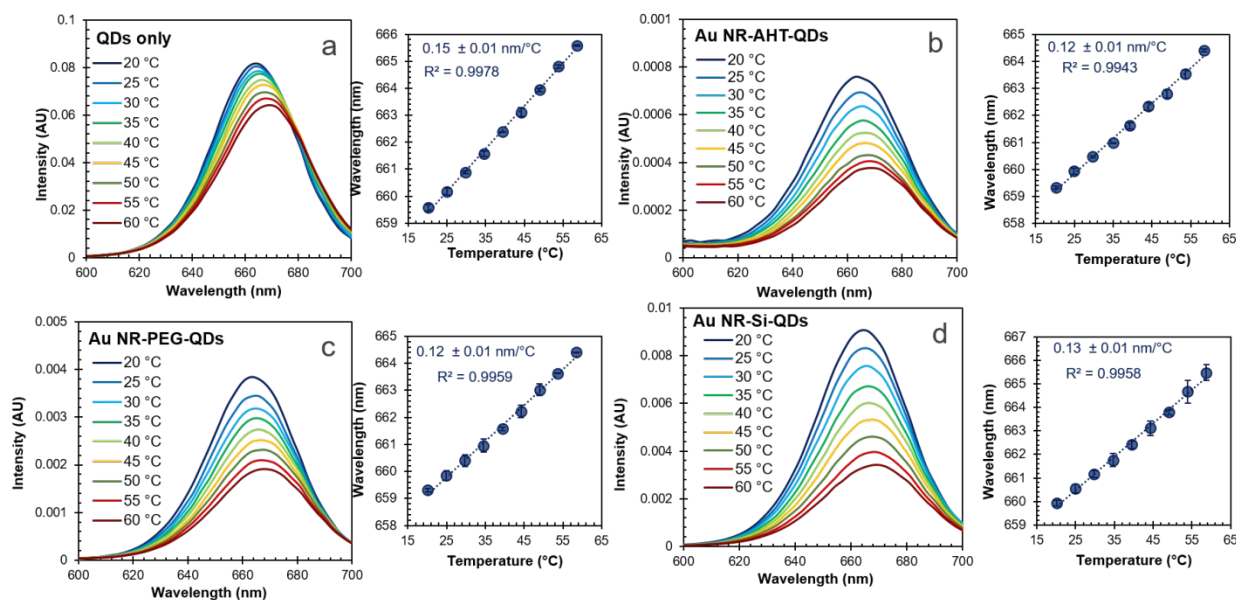 QDs only
a
20 °C
25 °C
30 °C
35 °C
40 °C
45 °C
50 °C
55 °C
60 °C
0.1
0.08
0.06
0.04
0.02
0
600 620 640 660 680 700
Intensity (AU)
Wavelength (nm)
0.15 ± 0.01 nm/°C
R² = 0.9978
666
665
664
663
662
661
660
659
15 25 35 45 55 65
Wavelength (nm)
Temperature (°C)
Au NR-AHT-QDs
b
20 °C
25 °C
30 °C
35 °C
40 °C
45 °C
50 °C
55 °C
60 °C
0.001
0.0008
0.0006
0.0004
0.0002
0
600 620 640 660 680 700
Intensity (AU)
Wavelength (nm)
0.12 ± 0.01 nm/°C
R² = 0.9943
665
664
663
662
661
660
659
658
15 25 35 45 55 65
Wavelength (nm)
Temperature (°C)
Au NR-PEG-QDs
c
20 °C
25 °C
30 °C
35 °C
40 °C
45 °C
50 °C
55 °C
60 °C
0.005
0.004
0.003
0.002
0.001
0
600 620 640 660 680 700
Intensity (AU)
Wavelength (nm)
0.12 ± 0.01 nm/°C
R² = 0.9959
665
664
663
662
661
660
659
658
15 25 35 45 55 65
Wavelength (nm)
Temperature (°C)
Au NR-Si-QDs
d
20 °C
25 °C
30 °C
35 °C
40 °C
45 °C
50 °C
55 °C
60 °C
0.01
0.008
0.006
0.004
0.002
0
600 620 640 660 680 700
Intensity (AU)
Wavelength (nm)
0.13 ± 0.01 nm/°C
R² = 0.9958
667
666
665
664
663
662
661
660
659
15 25 35 45 55 65
Wavelength (nm)
Temperature (°C)